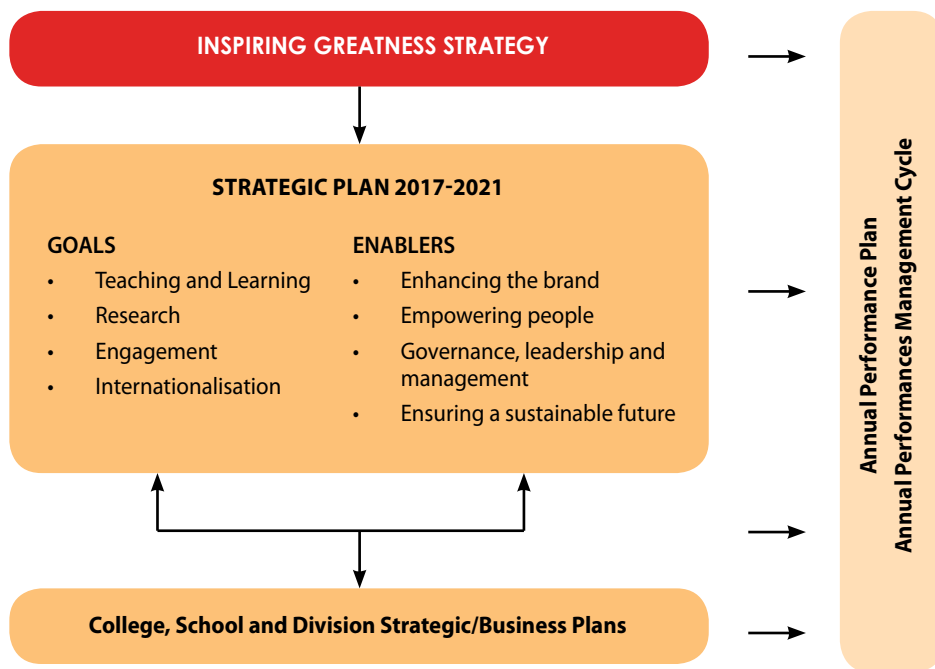 INSPIRING GREATNESS STRATEGY
STRATEGIC PLAN 2017-2021
GOALS
• Teaching and Learning
• Research
• Engagement
• Internationalisation
ENABLERS
• Enhancing the brand
• Empowering people
• Governance, leadership and
management
• Ensuring a sustainable future
College, School and Division Strategic/Business Plans
Annual Performance Plan
Annual Performances Management Cycle